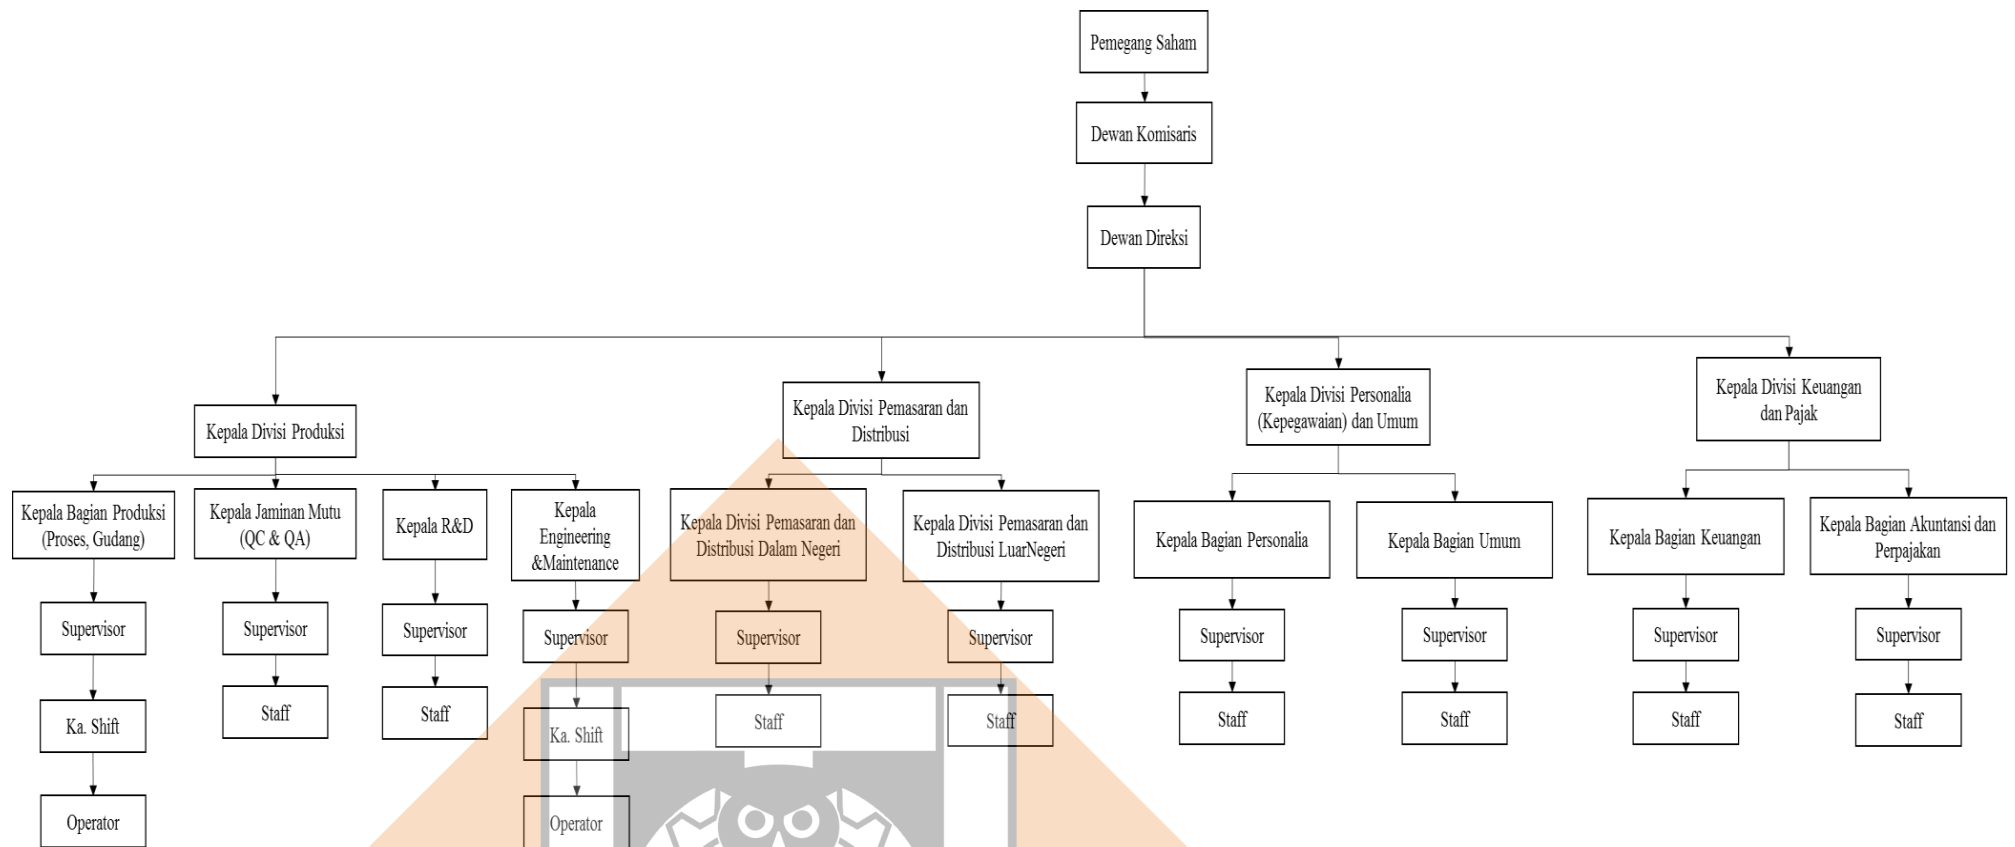 Pemegang Saham
Dewan Komisaris
Dewan Direksi
Kepala Divisi Produksi
Kepala Divisi Pemasaran dan
Distribusi
Kepala Divisi Personalia
(Kepegawaian) dan Umum
Kepala Divisi Keuangan
dan Pajak
Kepala Bagian Produksi
(Proses, Gudang)
Kepala Jaminan Mutu
(QC & QA)
Kepala R&D
Kepala
Engineering
&Maintenance
Kepala Divisi Pemasaran dan
Distribusi Dalam Negeri
Kepala Divisi Pemasaran dan
Distribusi LuarNegeri
Kepala Bagian Personalia
Kepala Bagian Umum
Kepala Bagian Keuangan
Kepala Bagian Akuntansi dan
Perpajakan
Supervisor
Supervisor
Supervisor
Supervisor
Supervisor
Supervisor
Supervisor
Supervisor
Supervisor
Supervisor
Ka. Shift
Staff
Staff
Ka. Shift
Staff
Staff
Staff
Staff
Staff
Staff
Operator
Operator